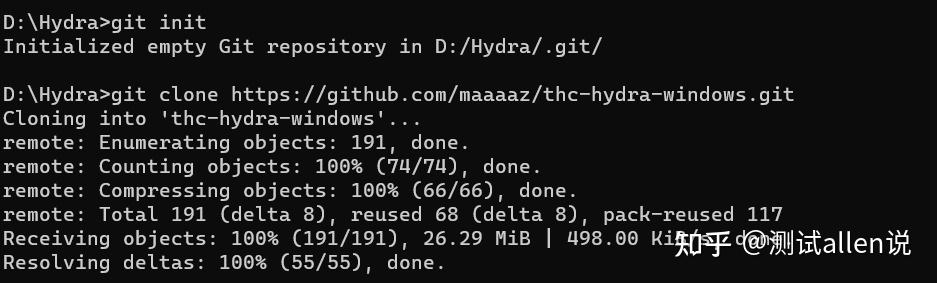 D:\Hydra>git init
Initialized empty Git repository in D:/Hydra/.git/
D:\Hydra>git clone https://github.com/maaaaz/thc-hydra-windows.git
Cloning into 'thc-hydra-windows'...
remote: Enumerating objects: 191, done.
remote: Counting objects: 100% (74/74), done.
remote: Compressing objects: 100% (66/66), done.
remote: Total 191 (delta 8), reused 68 (delta 8), pack-reused 117
Receiving objects: 100% (191/191), 26.29 MiB | 498.00 KiB/s, done.
Resolving deltas: 100% (55/55), done.
知乎 @测试allen说